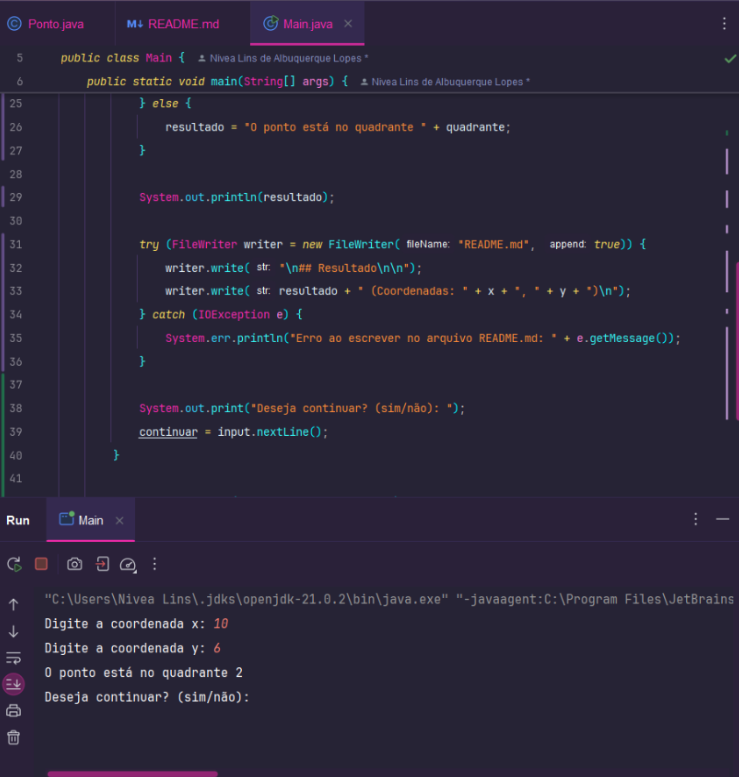 Ponto.java
M↓ README.md
Main.java ×
5 public class Main { Nivea Lins de Albuquerque Lopes *
6 public static void main(String[] args) { Nivea Lins de Albuquerque Lopes *
25 } else {
26 resultado = "O ponto está no quadrante " + quadrante;
27 }
28
29 System.out.println(resultado);
30
31 try (FileWriter writer = new FileWriter( fileName: "README.md", append: true)) {
32 writer.write( str: "\n## Resultado\n\n");
33 writer.write( str: resultado + " (Coordenadas: " + x + ", " + y + ")\n");
34 } catch (IOException e) {
35 System.err.println("Erro ao escrever no arquivo README.md: " + e.getMessage());
36 }
37
38 System.out.print("Deseja continuar? (sim/não): ");
39 continuar = input.nextLine();
40 }
41
Run Main ×
"C:\Users\Nivea Lins\.jdks\openjdk-21.0.2\bin\java.exe" "-javaagent:C:\Program Files\JetBrains
Digite a coordenada x: 10
Digite a coordenada y: 6
O ponto está no quadrante 2
Deseja continuar? (sim/não):